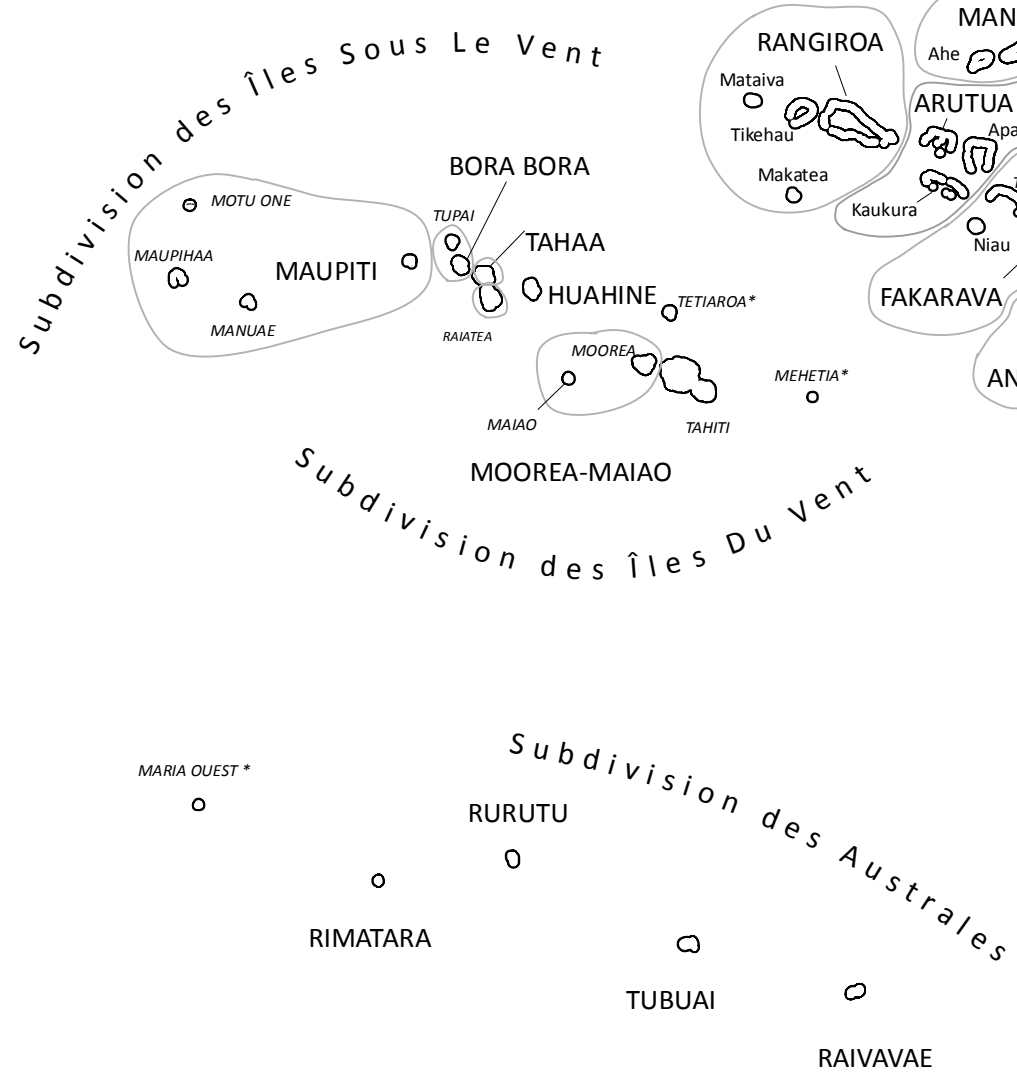 Subdivision des Îles Sous Le Vent
RANGIROA
MAN
Ahe
Mataiva
Tikehau
ARUTUA
Apa
Makatea
Kaukura
T
Niau
FAKARAVA
AN
BORA BORA
MOTU ONE
TUPAI
TAHAA
MAUPIHAA
MAUPITI
HUAHINE
TETIAROA*
MANUAE
RAIATEA
MOOREA
MEHETIA*
MAIAO
TAHITI
MOOREA-MAIAO
Subdivision des Îles Du Vent
Subdivision des Australes
MARIA OUEST *
RURUTU
RIMATARA
TUBUAI
RAIVAVAE